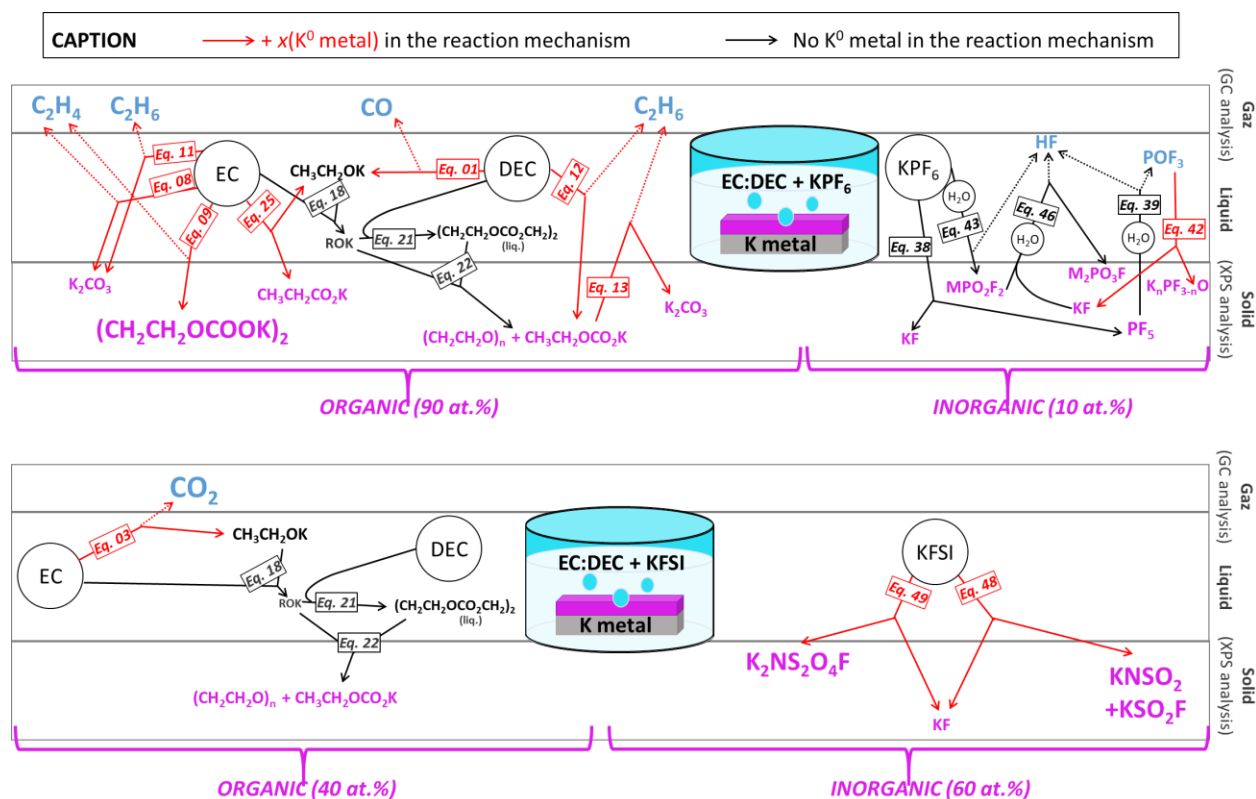 CAPTION
+ x(K⁰ metal) in the reaction mechanism
No K⁰ metal in the reaction mechanism
C₂H₄
C₂H₆
CO
C₂H₆
Gaz
(GC analysis)
Eq. 11
Eq. 08
Eq. 09
EC
Eq. 25
CH₃CH₂OK
Eq. 18
Eq. 01
DEC
Eq. 12
ROK
Eq. 21
(CH₂CH₂OCO₂CH₂)₂
(liq.)
Eq. 22
EC:DEC + KPF₆
K metal
KPF₆
H₂O
Eq. 43
Eq. 38
HF
Eq. 46
H₂O
POF₃
Eq. 39
H₂O
Eq. 42
Liquid
K₂CO₃
(CH₂CH₂OCOOK)₂
CH₃CH₂CO₂K
(CH₂CH₂O)ₙ + CH₃CH₂OCO₂K
Eq. 13
K₂CO₃
KF
MPO₂F₂
M₂PO₃F
KF
PF₅
KₙPF₃₋ₙO
Solid
(XPS analysis)
ORGANIC (90 at.%)
INORGANIC (10 at.%)
CO₂
Gaz
(GC analysis)
EC
Eq. 03
CH₃CH₂OK
Eq. 18
ROK
Eq. 21
DEC
(CH₂CH₂OCO₂CH₂)₂
(liq.)
Eq. 22
EC:DEC + KFSI
K metal
KFSI
Eq. 49
Eq. 48
Liquid
(CH₂CH₂O)ₙ + CH₃CH₂OCO₂K
K₂NS₂O₄F
KF
KNSO₂
+KSO₂F
Solid
(XPS analysis)
ORGANIC (40 at.%)
INORGANIC (60 at.%)